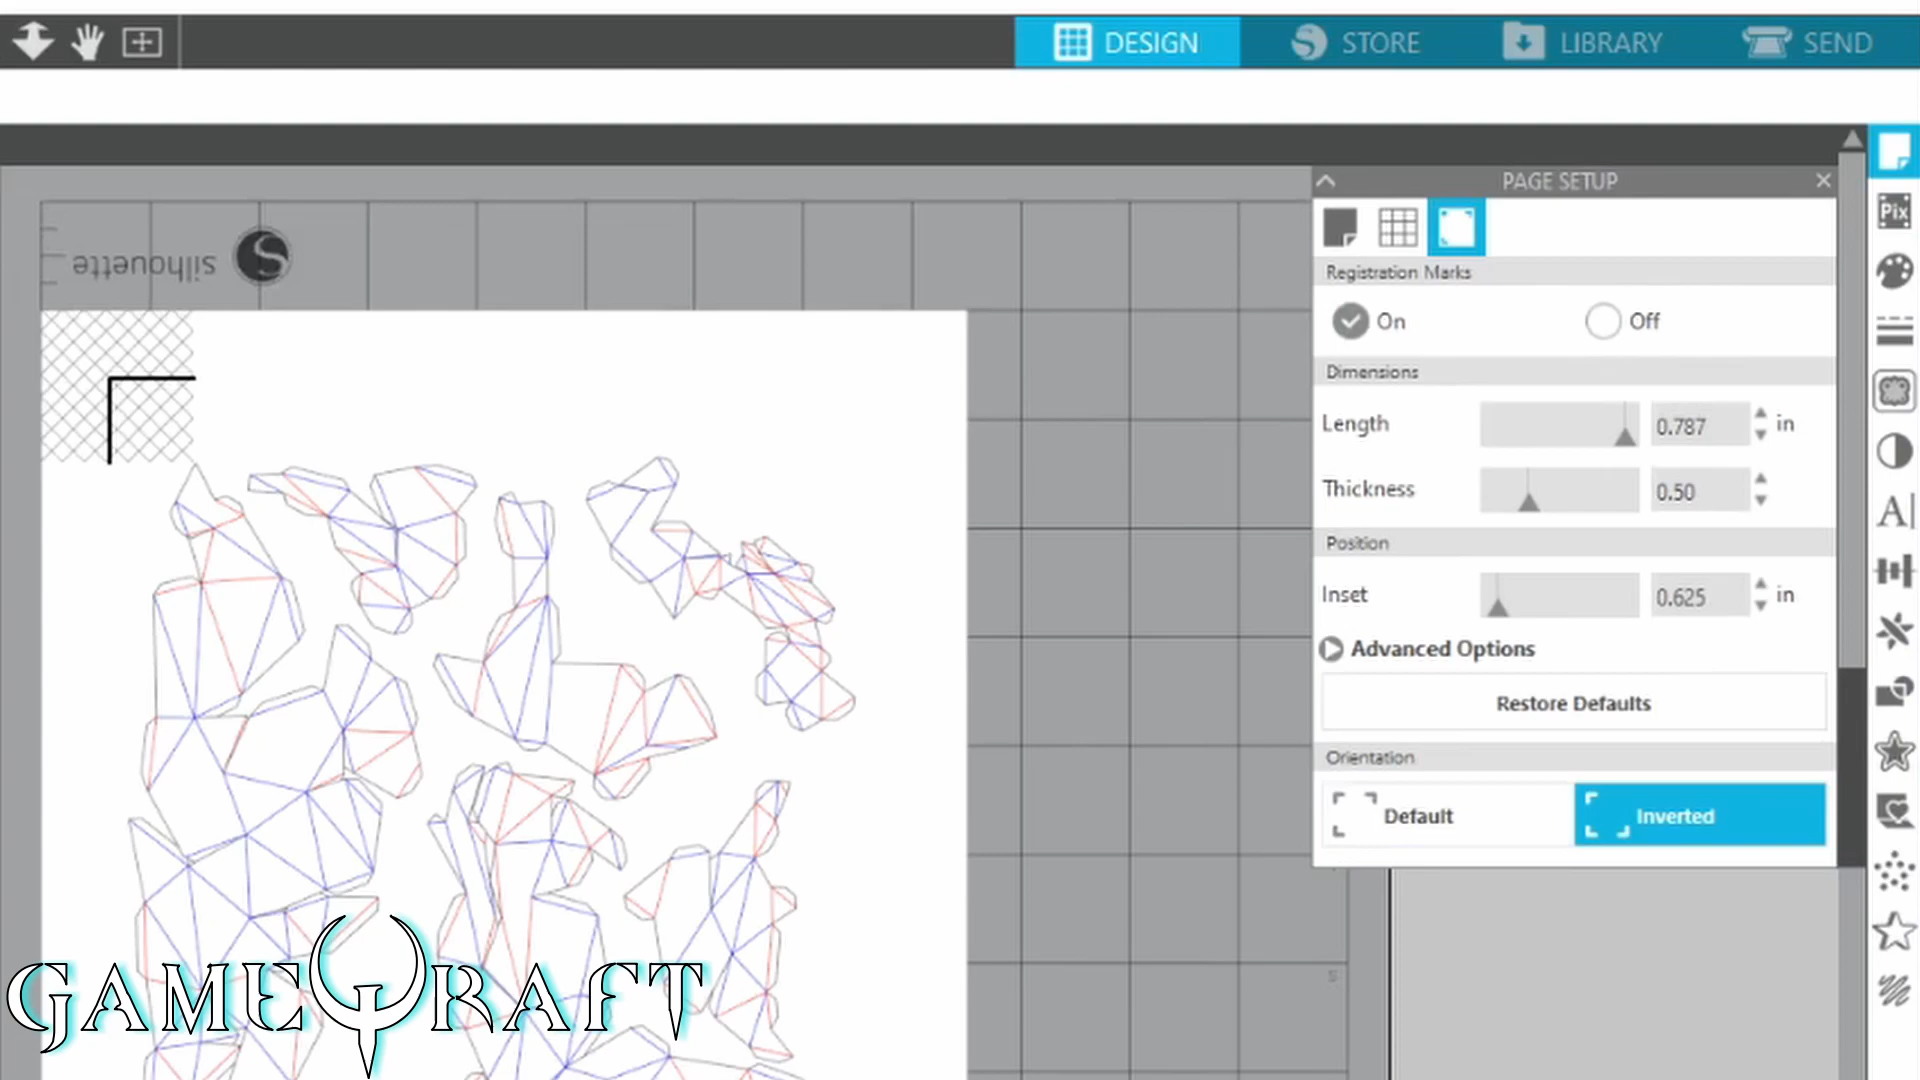 DESIGN
STORE
LIBRARY
SEND
PAGE SETUP
Pix
silhouette
Registration Marks
On
Off
Dimensions
Length
0.787
in
Thickness
0.50
Position
Inset
0.625
in
Advanced Options
Restore Defaults
Orientation
Default
Inverted
GAMECRAFT